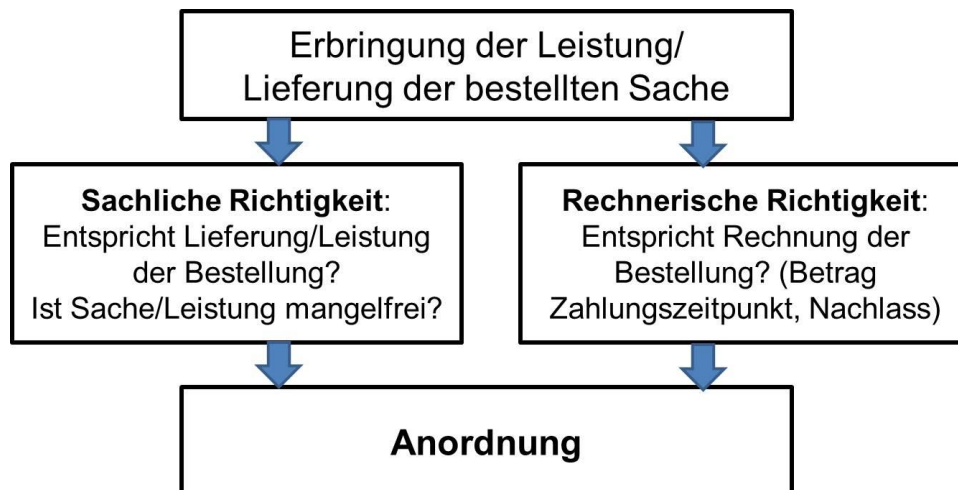 Erbringung der Leistung/
Lieferung der bestellten Sache
Sachliche Richtigkeit:
Entspricht Lieferung/Leistung
der Bestellung?
Ist Sache/Leistung mangelfrei?
Rechnerische Richtigkeit:
Entspricht Rechnung der
Bestellung? (Betrag
Zahlungszeitpunkt, Nachlass)
Anordnung